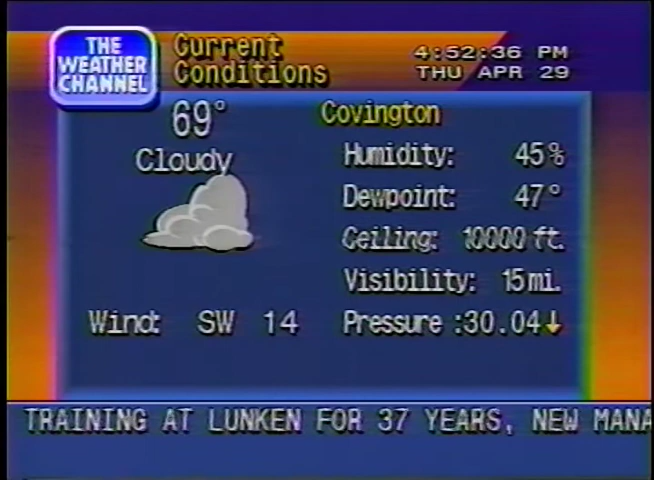 THE
WEATHER
CHANNEL
Current
Conditions
4:52:36 PM
THU APR 29
69°
Cloudy
Covington
Humidity: 45%
Dewpoint: 47°
Ceiling: 10000 ft.
Visibility: 15 mi.
Wind: SW 14
Pressure :30.04↓
TRAINING AT LUNKEN FOR 37 YEARS, NEW MANA